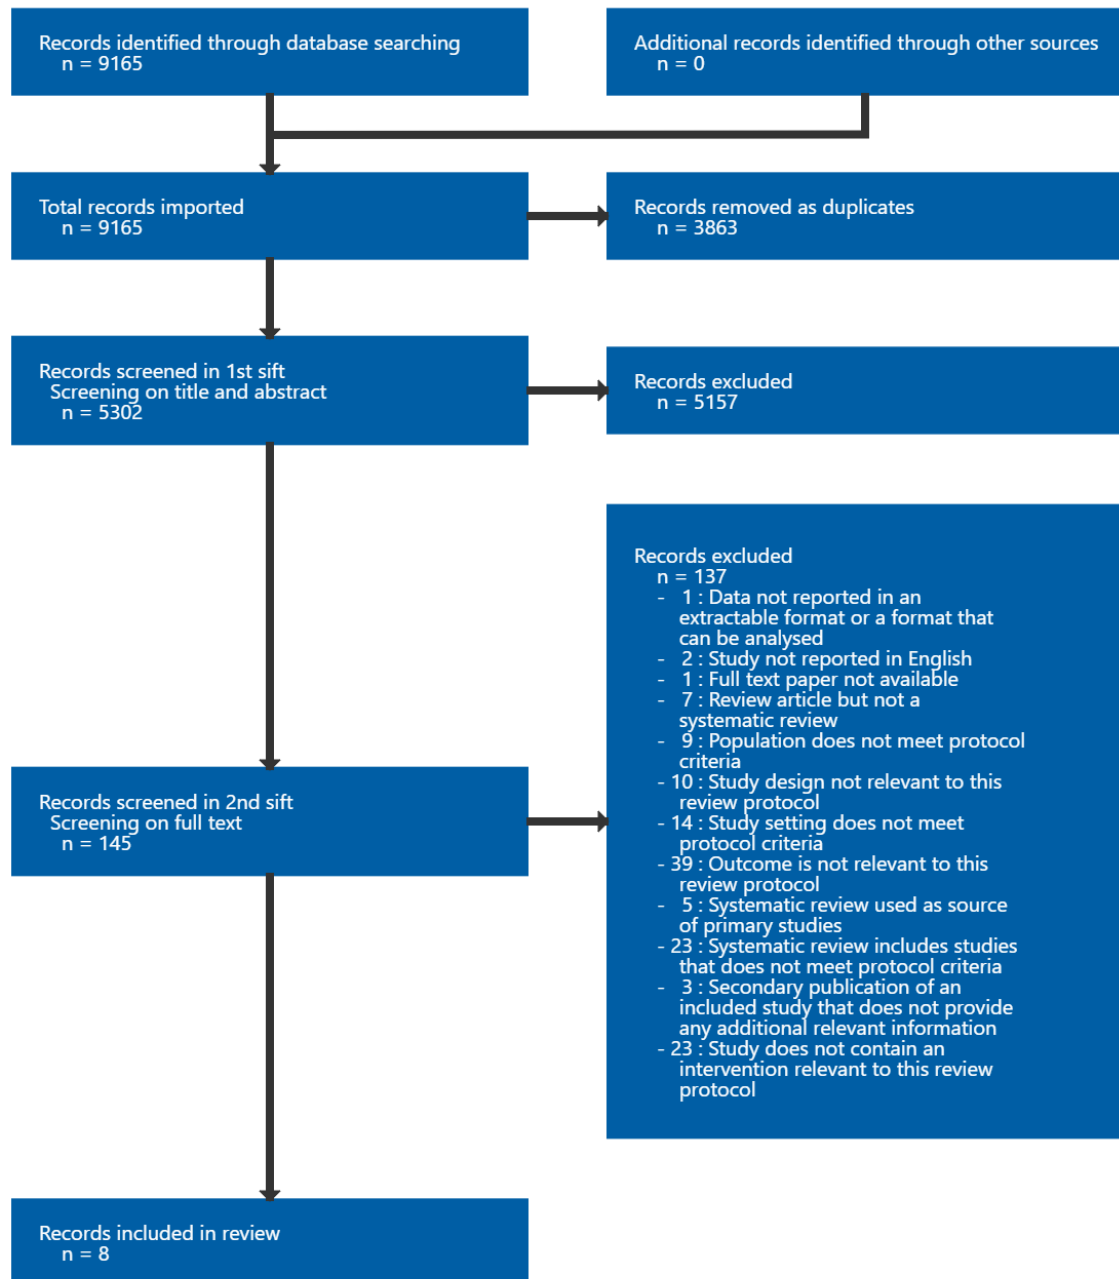 Records identified through database searching
n = 9165
Additional records identified through other sources
n = 0
Total records imported
n = 9165
Records removed as duplicates
n = 3863
Records screened in 1st sift
Screening on title and abstract
n = 5302
Records excluded
n = 5157
Records screened in 2nd sift
Screening on full text
n = 145
Records excluded
n = 137
- 1 : Data not reported in an
extractable format or a format that
can be analysed
- 2 : Study not reported in English
- 1 : Full text paper not available
- 7 : Review article but not a
systematic review
- 9 : Population does not meet protocol
criteria
- 10 : Study design not relevant to this
review protocol
- 14 : Study setting does not meet
protocol criteria
- 39 : Outcome is not relevant to this
review protocol
- 5 : Systematic review used as source
of primary studies
- 23 : Systematic review includes studies
that does not meet protocol criteria
- 3 : Secondary publication of an
included study that does not provide
any additional relevant information
- 23 : Study does not contain an
intervention relevant to this review
protocol
Records included in review
n = 8